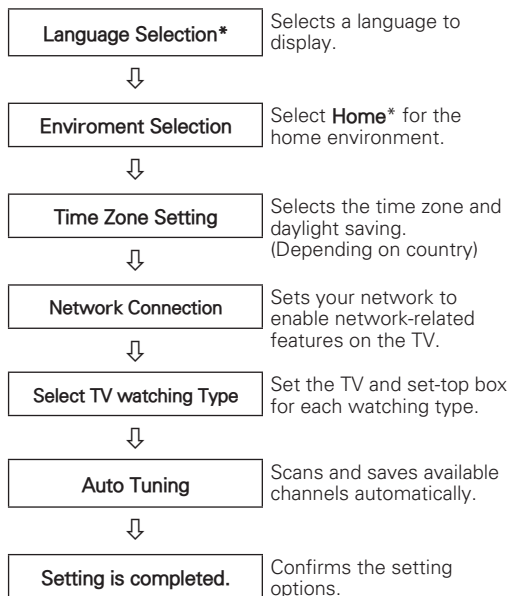 Language Selection*
Selects a language to
display.
Enviroment Selection
Select Home* for the
home environment.
Time Zone Setting
Selects the time zone and
daylight saving.
(Depending on country)
Network Connection
Sets your network to
enable network-related
features on the TV.
Select TV watching Type
Set the TV and set-top box
for each watching type.
Auto Tuning
Scans and saves available
channels automatically.
Setting is completed.
Confirms the setting
options.